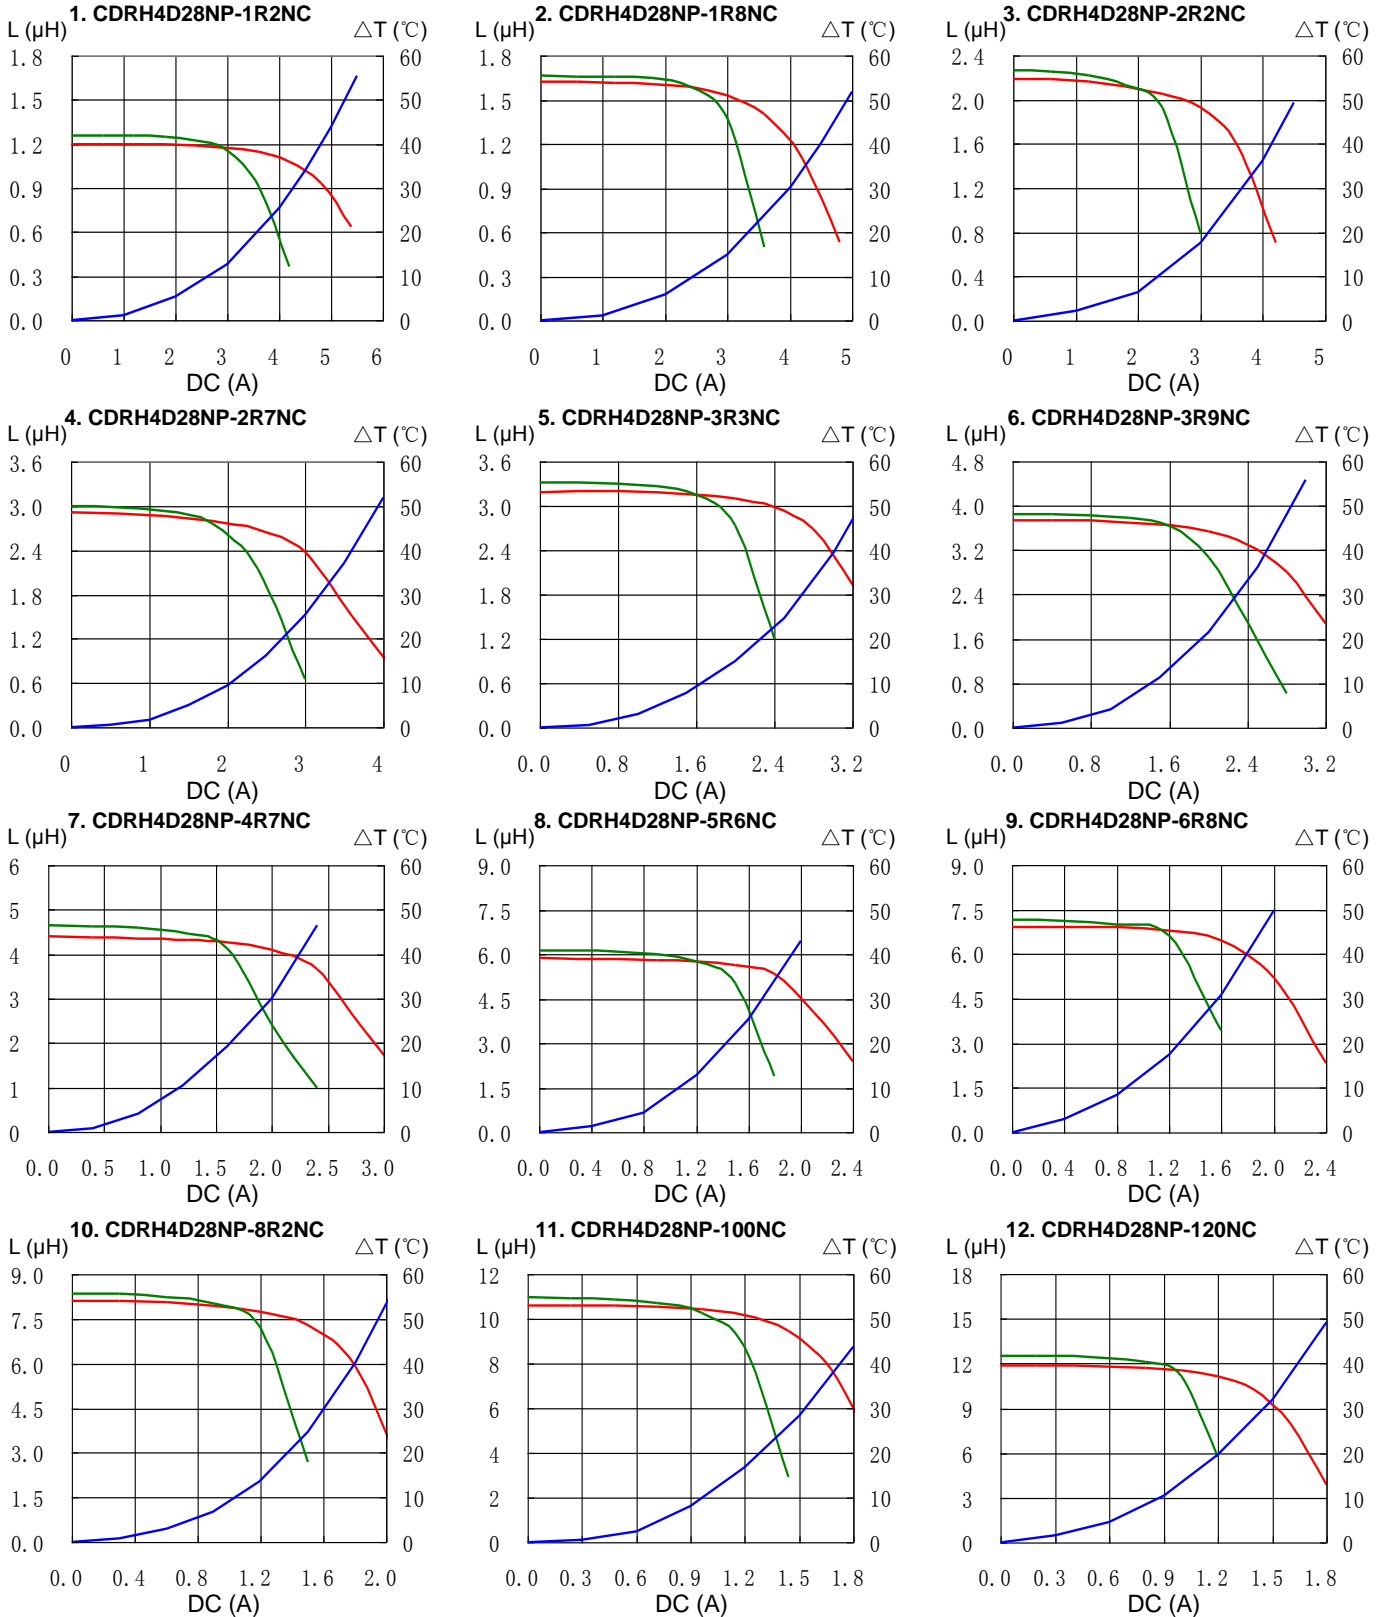 1. CDRH4D28NP-1R2NC
L (µH) △T (℃)
1.8 60
1.5 50
1.2 40
0.9 30
0.6 20
0.3 10
0.0 0
0 1 2 3 4 5 6
DC (A)
2. CDRH4D28NP-1R8NC
L (µH) △T (℃)
1.8 60
1.5 50
1.2 40
0.9 30
0.6 20
0.3 10
0.0 0
0 1 2 3 4 5
DC (A)
3. CDRH4D28NP-2R2NC
L (µH) △T (℃)
2.4 60
2.0 50
1.6 40
1.2 30
0.8 20
0.4 10
0.0 0
0 1 2 3 4 5
DC (A)
4. CDRH4D28NP-2R7NC
L (µH) △T (℃)
3.6 60
3.0 50
2.4 40
1.8 30
1.2 20
0.6 10
0.0 0
0 1 2 3 4
DC (A)
5. CDRH4D28NP-3R3NC
L (µH) △T (℃)
3.6 60
3.0 50
2.4 40
1.8 30
1.2 20
0.6 10
0.0 0
0.0 0.8 1.6 2.4 3.2
DC (A)
6. CDRH4D28NP-3R9NC
L (µH) △T (℃)
4.8 60
4.0 50
3.2 40
2.4 30
1.6 20
0.8 10
0.0 0
0.0 0.8 1.6 2.4 3.2
DC (A)
7. CDRH4D28NP-4R7NC
L (µH) △T (℃)
6 60
5 50
4 40
3 30
2 20
1 10
0 0
0.0 0.5 1.0 1.5 2.0 2.5 3.0
DC (A)
8. CDRH4D28NP-5R6NC
L (µH) △T (℃)
9.0 60
7.5 50
6.0 40
4.5 30
3.0 20
1.5 10
0.0 0
0.0 0.4 0.8 1.2 1.6 2.0 2.4
DC (A)
9. CDRH4D28NP-6R8NC
L (µH) △T (℃)
9.0 60
7.5 50
6.0 40
4.5 30
3.0 20
1.5 10
0.0 0
0.0 0.4 0.8 1.2 1.6 2.0 2.4
DC (A)
10. CDRH4D28NP-8R2NC
L (µH) △T (℃)
9.0 60
7.5 50
6.0 40
4.5 30
3.0 20
1.5 10
0.0 0
0.0 0.4 0.8 1.2 1.6 2.0
DC (A)
11. CDRH4D28NP-100NC
L (µH) △T (℃)
12 60
10 50
8 40
6 30
4 20
2 10
0 0
0.0 0.3 0.6 0.9 1.2 1.5 1.8
DC (A)
12. CDRH4D28NP-120NC
L (µH) △T (℃)
18 60
15 50
12 40
9 30
6 20
3 10
0 0
0.0 0.3 0.6 0.9 1.2 1.5 1.8
DC (A)